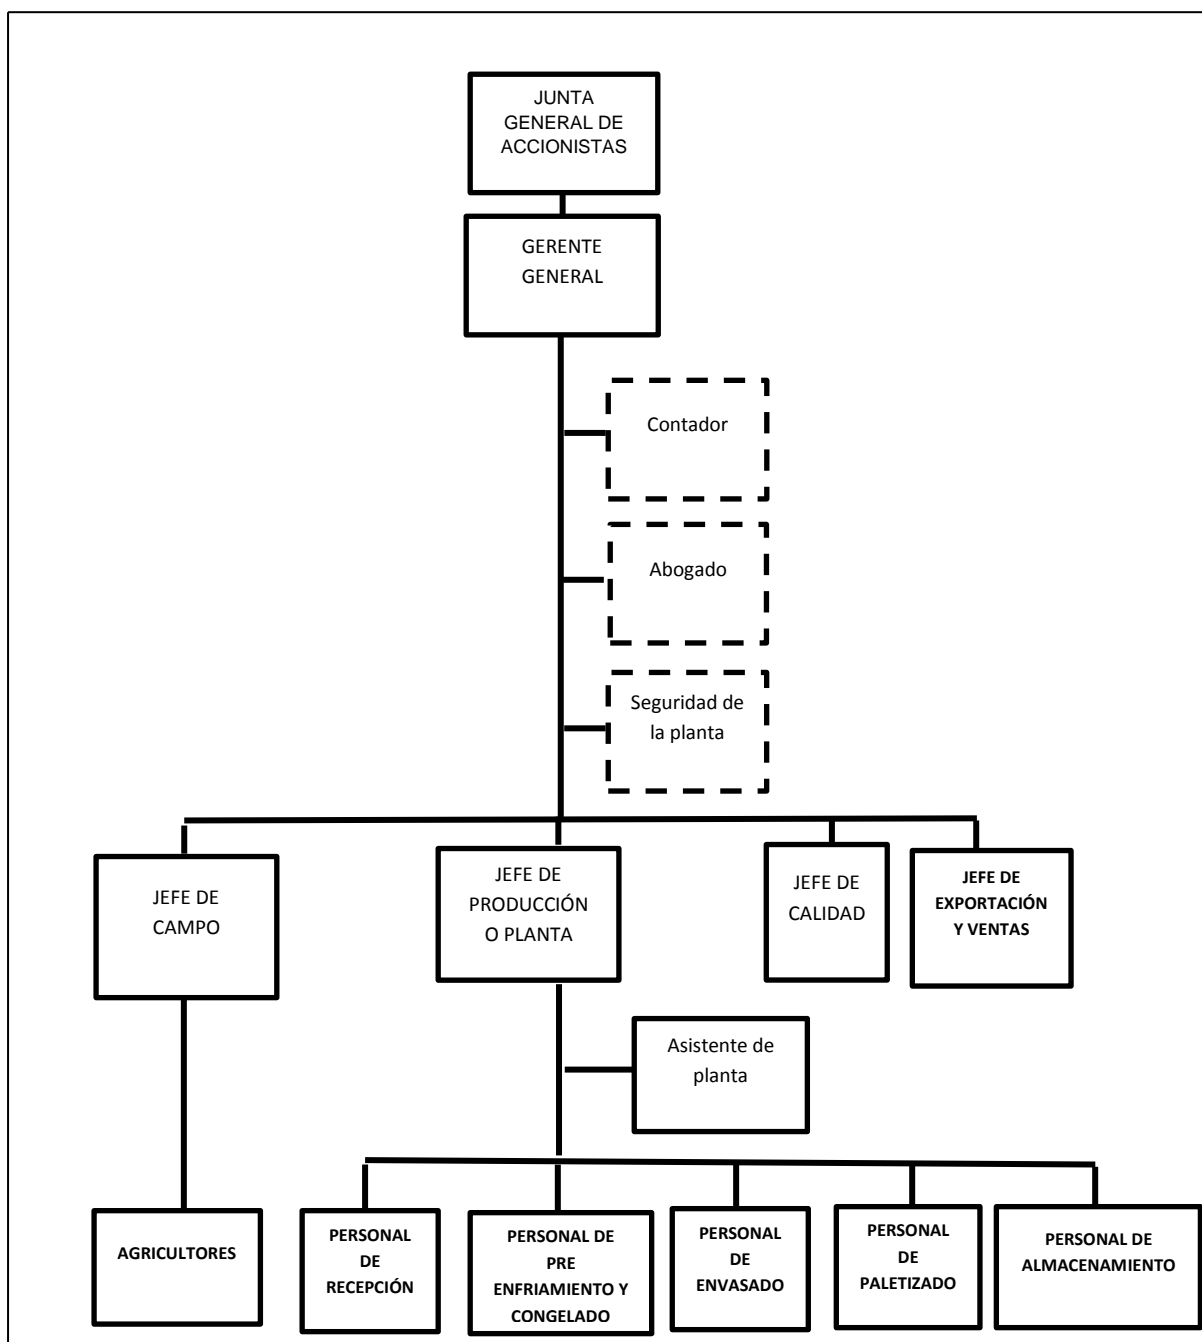 JUNTA
GENERAL DE
ACCIONISTAS
GERENTE
GENERAL
Contador
Abogado
Seguridad de
la planta
JEFE DE
CAMPO
JEFE DE
PRODUCCIÓN
O PLANTA
JEFE DE
CALIDAD
JEFE DE
EXPORTACIÓN
Y VENTAS
Asistente de
planta
AGRICULTORES
PERSONAL
DE
RECEPCIÓN
PERSONAL DE
PRE
ENFRIAMIENTO Y
CONGELADO
PERSONAL
DE
ENVASADO
PERSONAL
DE
PALETIZADO
PERSONAL DE
ALMACENAMIENTO